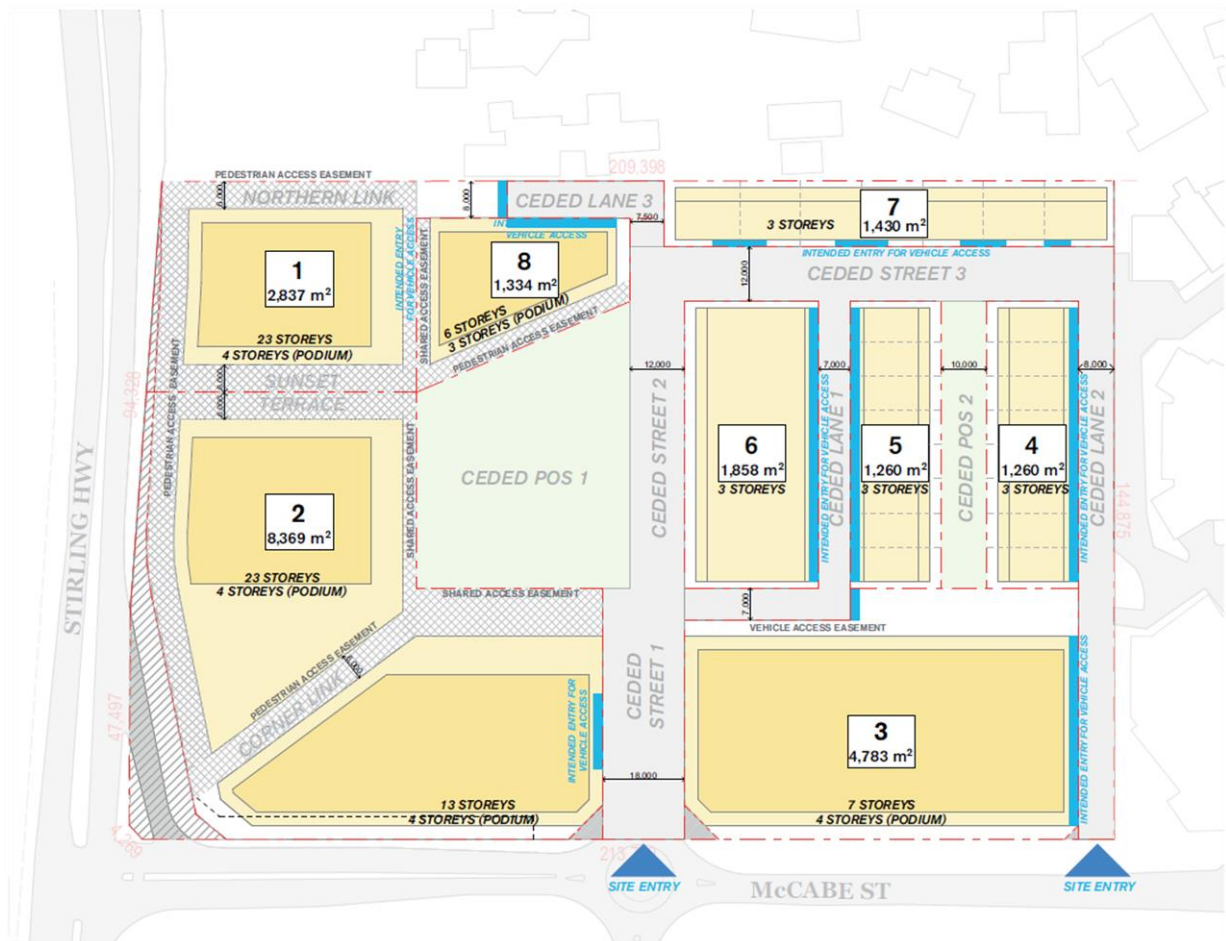 PEDESTRIAN ACCESS EASEMENT
NORTHERN LINK
6,000
8,000
209,398
CEDED LANE 3
7,500
3 STOREYS
7
1,430 m²
INTENDED ENTRY FOR VEHICLE ACCESS
CEDED STREET 3
12,000
VEHICLE ACCESS
INTENDED ENTRY
FOR VEHICLE ACCESS
SHARED ACCESS EASEMENT
1
2,837 m²
23 STOREYS
4 STOREYS (PODIUM)
8
1,334 m²
6 STOREYS
3 STOREYS (PODIUM)
PEDESTRIAN ACCESS EASEMENT
6,000
SUNSET
TERRACE
6,000
PEDESTRIAN ACCESS EASEMENT
94,328
STIRLING HWY
2
8,369 m²
23 STOREYS
4 STOREYS (PODIUM)
SHARED ACCESS EASEMENT
CEDED POS 1
12,000
CEDED STREET 2
6
1,858 m²
3 STOREYS
7,000
INTENDED ENTRY FOR VEHICLE ACCESS
CEDED LANE 1
5
1,260 m²
3 STOREYS
10,000
CEDED POS 2
4
1,260 m²
3 STOREYS
8,000
INTENDED ENTRY FOR VEHICLE ACCESS
CEDED LANE 2
144,875
SHARED ACCESS EASEMENT
7,000
VEHICLE ACCESS EASEMENT
PEDESTRIAN ACCESS EASEMENT
6,000
CORNER LINK
47,497
4,269
INTENDED ENTRY FOR
VEHICLE ACCESS
13 STOREYS
4 STOREYS (PODIUM)
CEDED
STREET 1
18,000
3
4,783 m²
7 STOREYS
4 STOREYS (PODIUM)
INTENDED ENTRY FOR VEHICLE ACCESS
SITE ENTRY
McCABE ST
SITE ENTRY